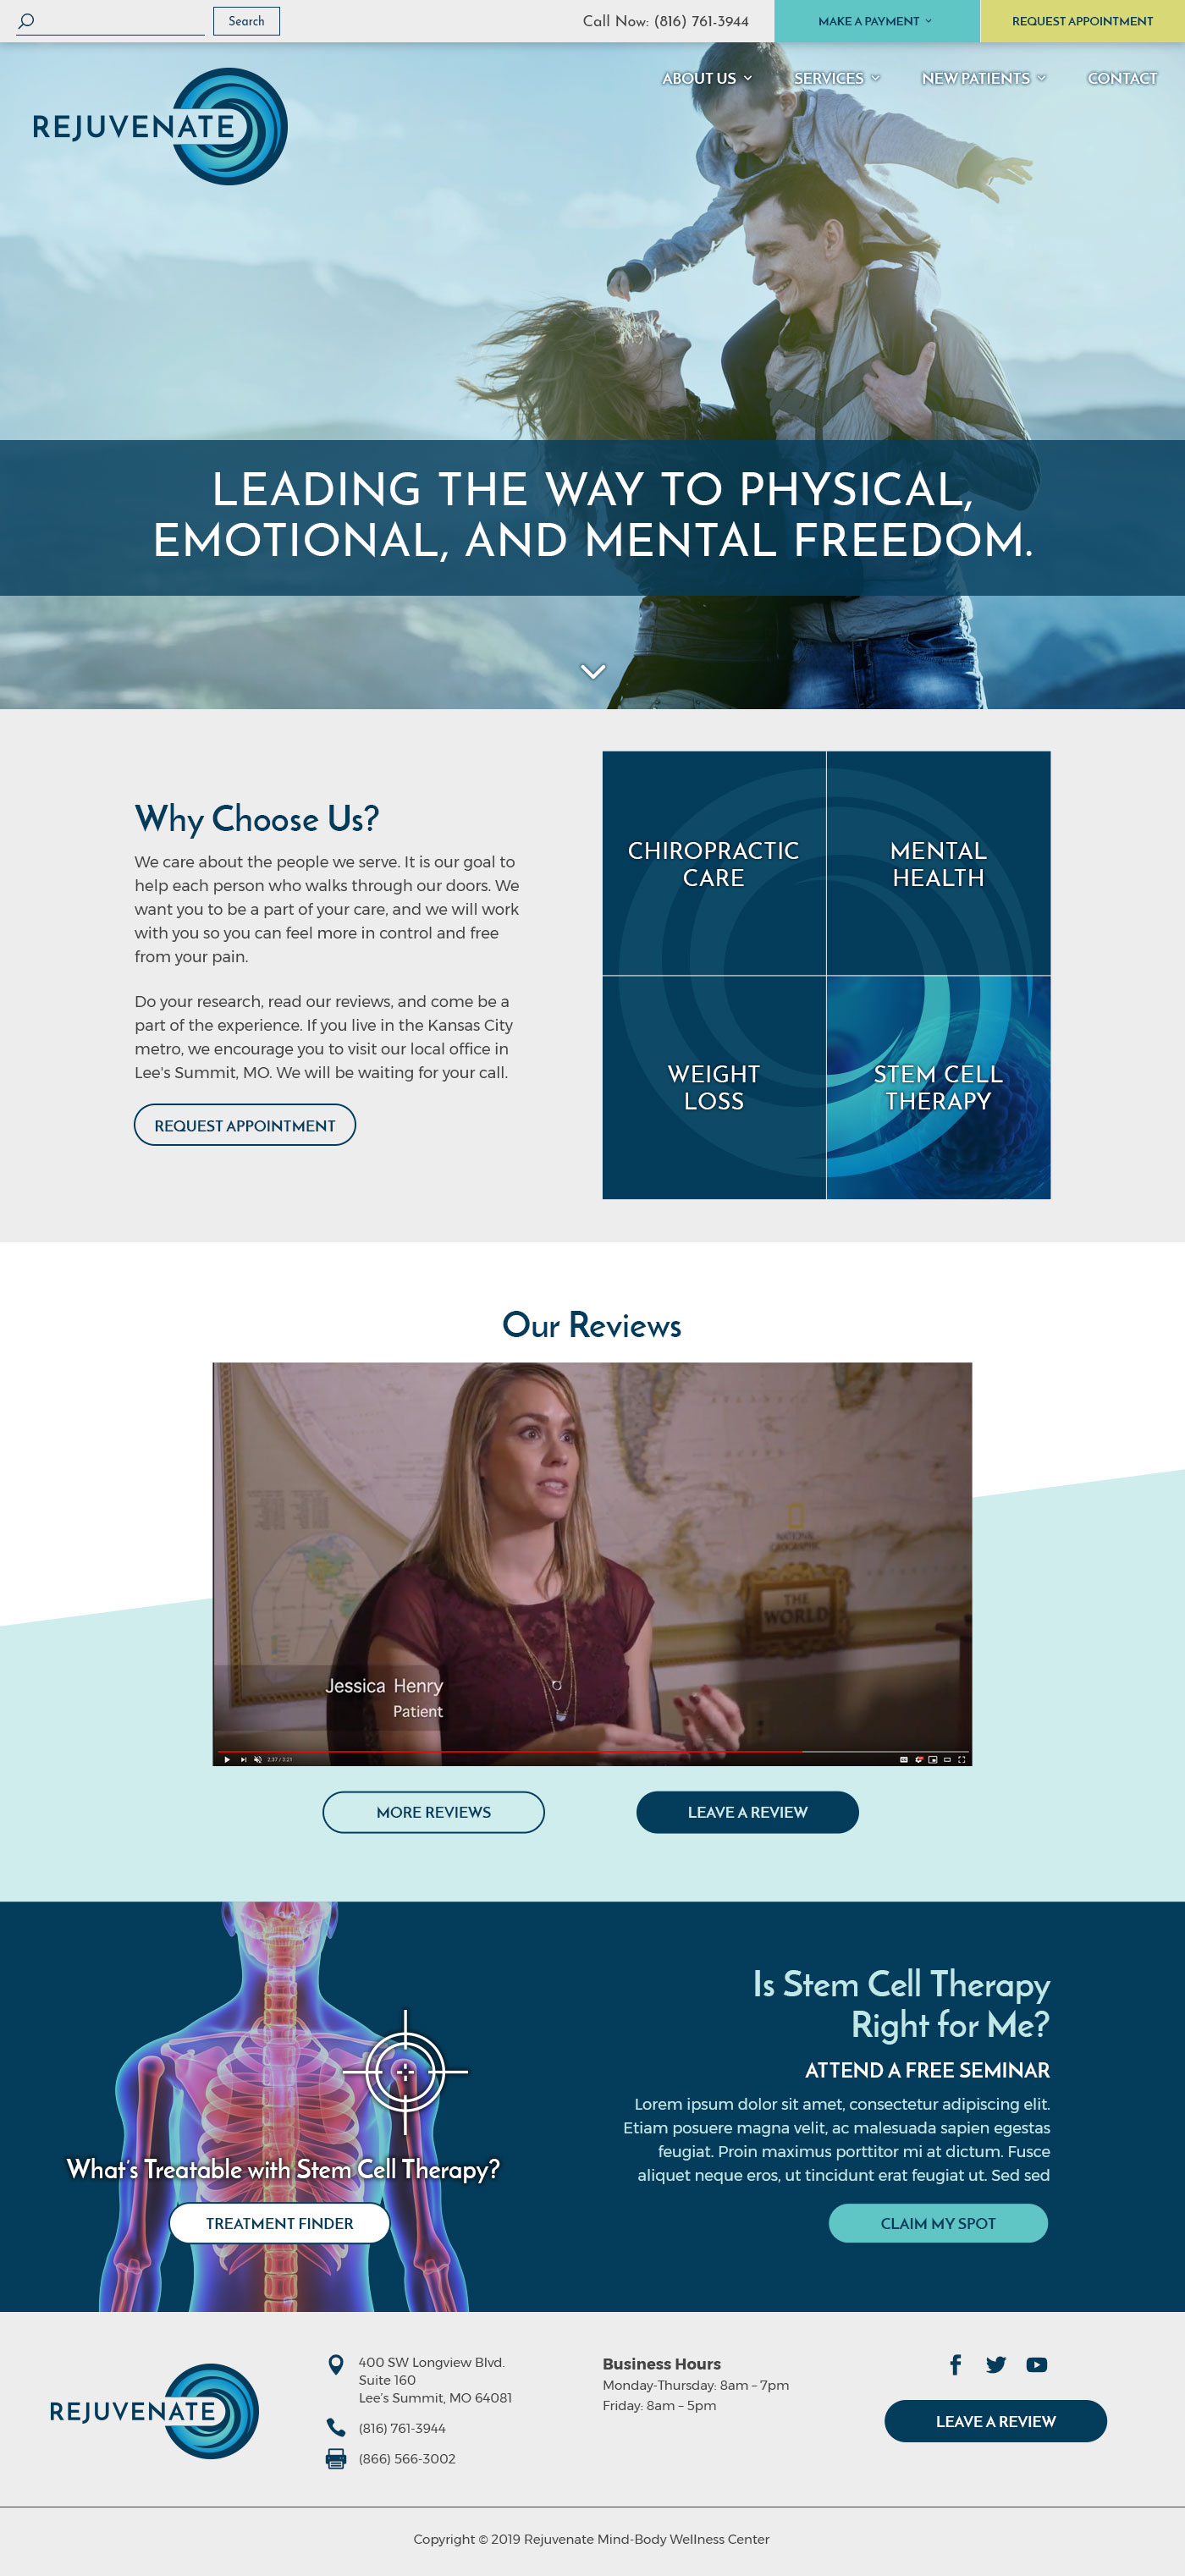 Search
Call Now: (816) 761-3944
MAKE A PAYMENT
REQUEST APPOINTMENT
REJUVENATE
ABOUT US
SERVICES
NEW PATIENTS
CONTACT
LEADING THE WAY TO PHYSICAL,
EMOTIONAL, AND MENTAL FREEDOM.
Why Choose Us?
We care about the people we serve. It is our goal to
help each person who walks through our doors. We
want you to be a part of your care, and we will work
with you so you can feel more in control and free
from your pain.
Do your research, read our reviews, and come be a
part of the experience. If you live in the Kansas City
metro, we encourage you to visit our local office in
Lee's Summit, MO. We will be waiting for your call.
REQUEST APPOINTMENT
CHIROPRACTIC
CARE
MENTAL
HEALTH
WEIGHT
LOSS
STEM CELL
THERAPY
Our Reviews
NATIONAL
GEOGRAPHIC
THE
WORLD
Jessica Henry
Patient
2:37 / 3:21
MORE REVIEWS
LEAVE A REVIEW
What's Treatable with Stem Cell Therapy?
TREATMENT FINDER
Is Stem Cell Therapy
Right for Me?
ATTEND A FREE SEMINAR
Lorem ipsum dolor sit amet, consectetur adipiscing elit.
Etiam posuere magna velit, ac malesuada sapien egestas
feugiat. Proin maximus porttitor mi at dictum. Fusce
aliquet neque eros, ut tincidunt erat feugiat ut. Sed sed
CLAIM MY SPOT
REJUVENATE
400 SW Longview Blvd.
Suite 160
Lee's Summit, MO 64081
(816) 761-3944
(866) 566-3002
Business Hours
Monday-Thursday: 8am – 7pm
Friday: 8am – 5pm
LEAVE A REVIEW
Copyright © 2019 Rejuvenate Mind-Body Wellness Center